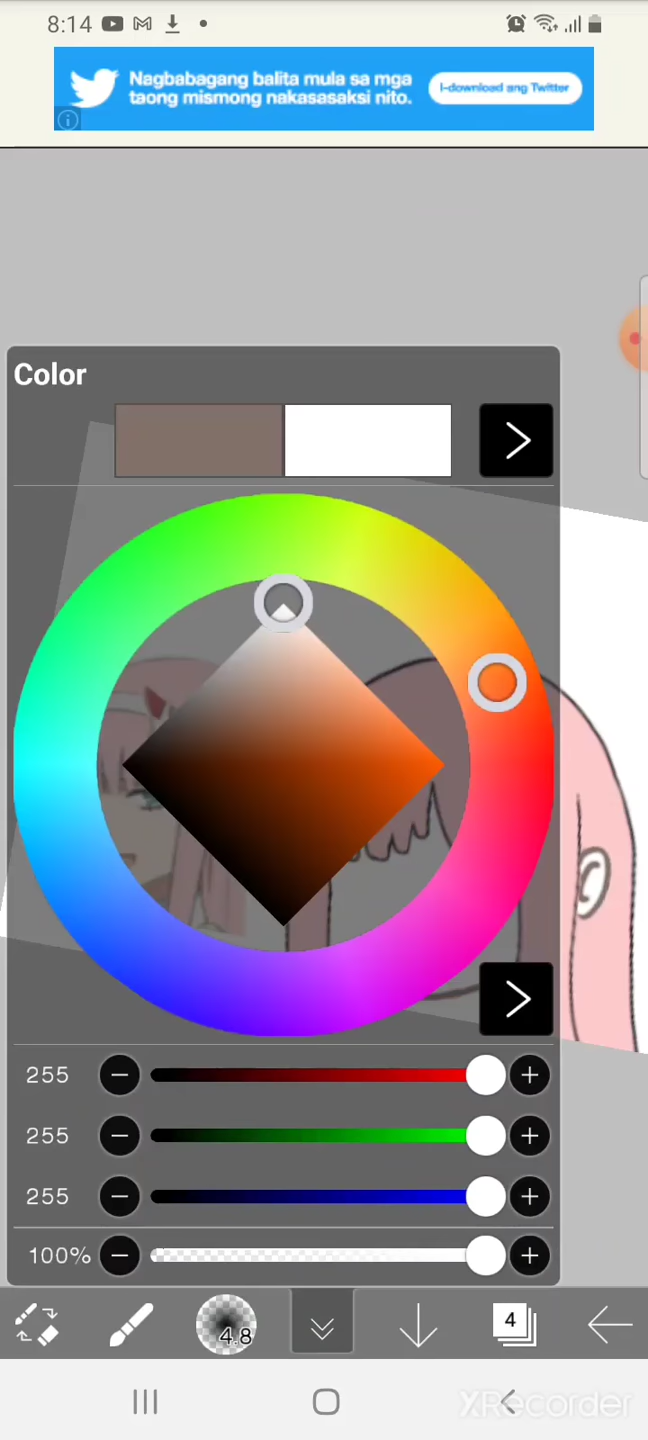 8:14
Nagbabagang balita mula sa mga
taong mismong nakasasaksi nito.
I-download ang Twitter
Color
255
255
255
100%
4.8
4
XRecorder